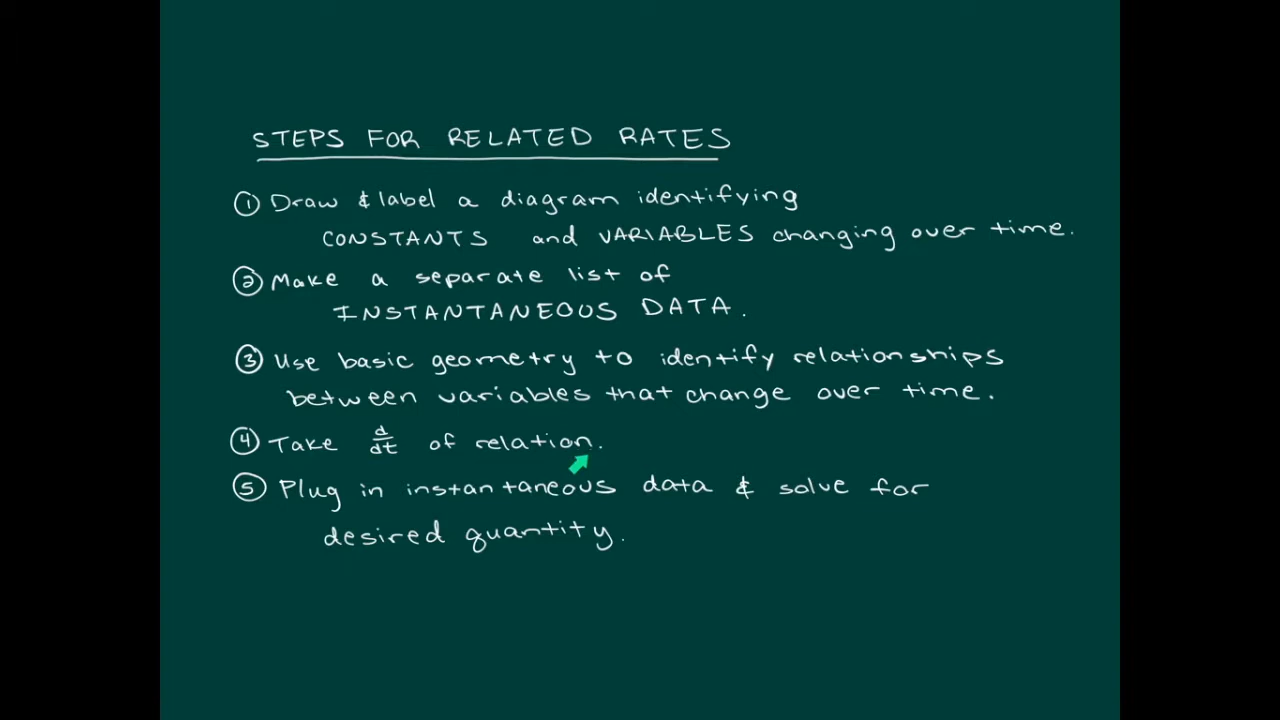 STEPS FOR RELATED RATES
① Draw & label a diagram identifying
CONSTANTS and VARIABLES changing over time.
② Make a separate list of
INSTANTANEOUS DATA.
③ Use basic geometry to identify relationships
between variables that change over time.
④ Take d/dt of relation.
⑤ Plug in instantaneous data & solve for
desired quantity.